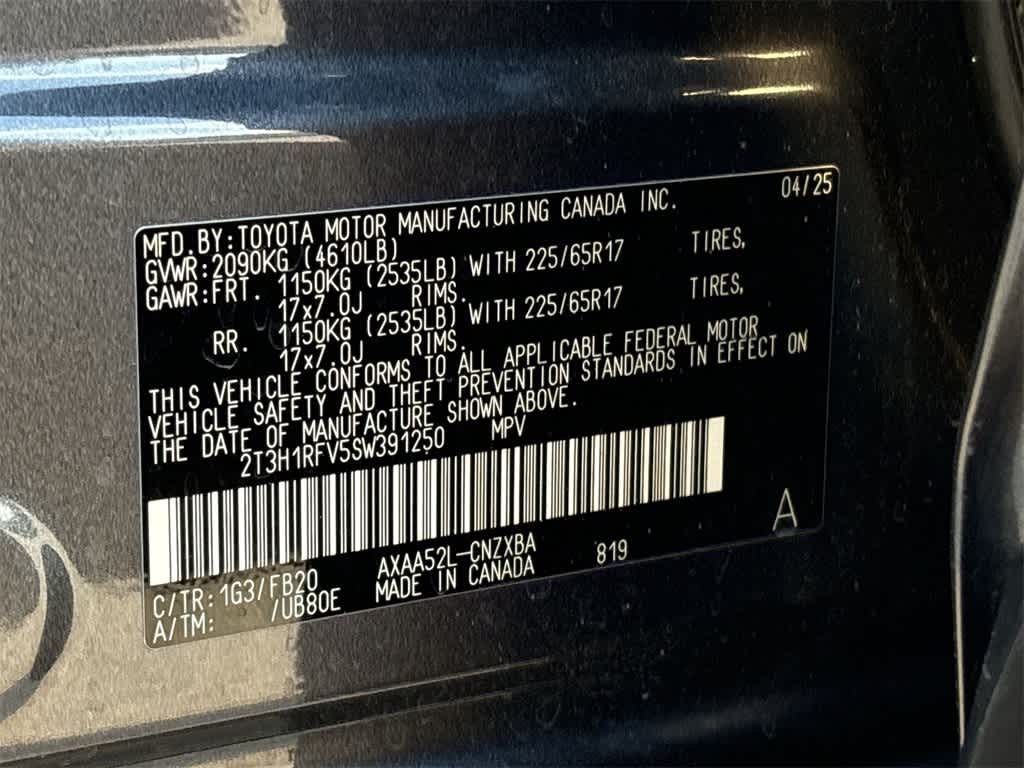 04/25
MFD.BY:TOYOTA MOTOR MANUFACTURING CANADA INC.
GVWR:2090KG (4610LB)
GAWR:FRT. 1150KG (2535LB) WITH 225/65R17 TIRES,
17x7.0J RIMS.
RR. 1150KG (2535LB) WITH 225/65R17 TIRES,
17x7.0J RIMS.
THIS VEHICLE CONFORMS TO ALL APPLICABLE FEDERAL MOTOR
VEHICLE SAFETY AND THEFT PREVENTION STANDARDS IN EFFECT ON
THE DATE OF MANUFACTURE SHOWN ABOVE.
2T3H1RFV5SW391250 MPV
A
AXAA52L-CNZXBA 819
C/TR:1G3/FB20 MADE IN CANADA
A/TM: /UB80E